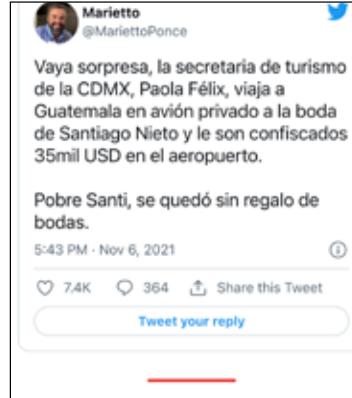 Marietto
@MariettoPonce
Vaya sorpresa, la secretaria de turismo
de la CDMX, Paola Félix, viaja a
Guatemala en avión privado a la boda
de Santiago Nieto y le son confiscados
35mil USD en el aeropuerto.
Pobre Santi, se quedó sin regalo de
bodas.
5:43 PM · Nov 6, 2021
7.4K 364 Share this Tweet
Tweet your reply